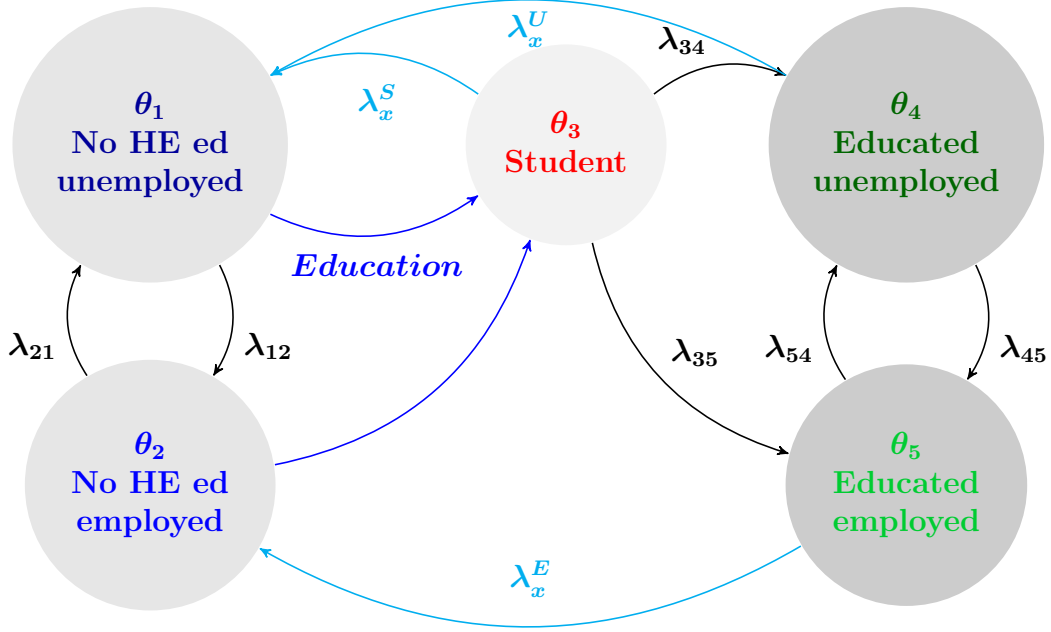 λ_x^U
λ_34
θ_1
No HE ed
unemployed
λ_x^S
θ_3
Student
θ_4
Educated
unemployed
Education
λ_21
λ_12
λ_35
λ_54
λ_45
θ_2
No HE ed
employed
θ_5
Educated
employed
λ_x^E